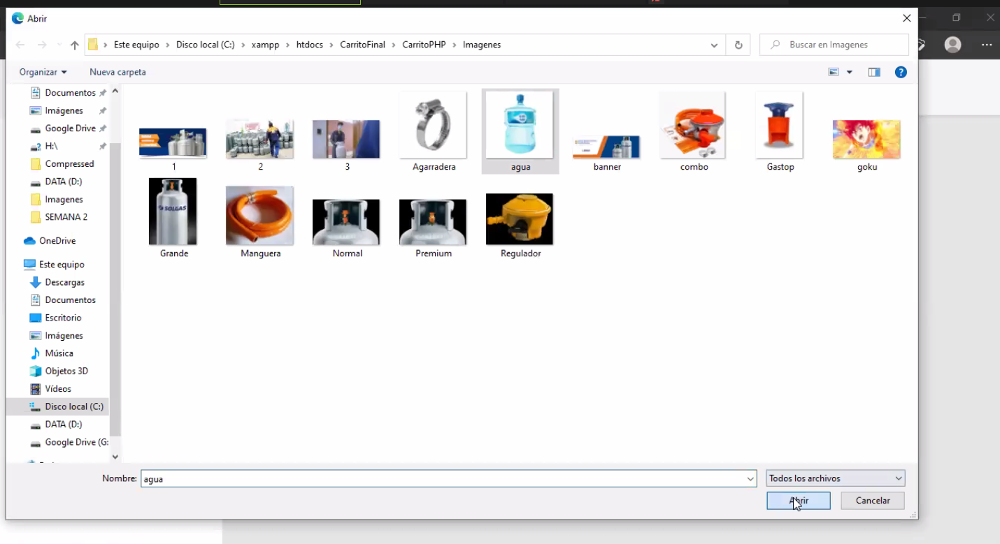 Abrir
Este equipo > Disco local (C:) > xampp > htdocs > CarritoFinal > CarritoPHP > Imagenes
Buscar en Imagenes
Organizar
Nueva carpeta
Documentos
Imágenes
Google Drive
H:\
Compressed
DATA (D:)
Imagenes
SEMANA 2
OneDrive
Este equipo
Descargas
Documentos
Escritorio
Imágenes
Música
Objetos 3D
Vídeos
Disco local (C:)
DATA (D:)
Google Drive (G:
1
2
3
Agarradera
agua
banner
combo
Gastop
goku
SOLGAS
Grande
Manguera
Normal
Premium
Regulador
Nombre:
agua
Todos los archivos
Abrir
Cancelar